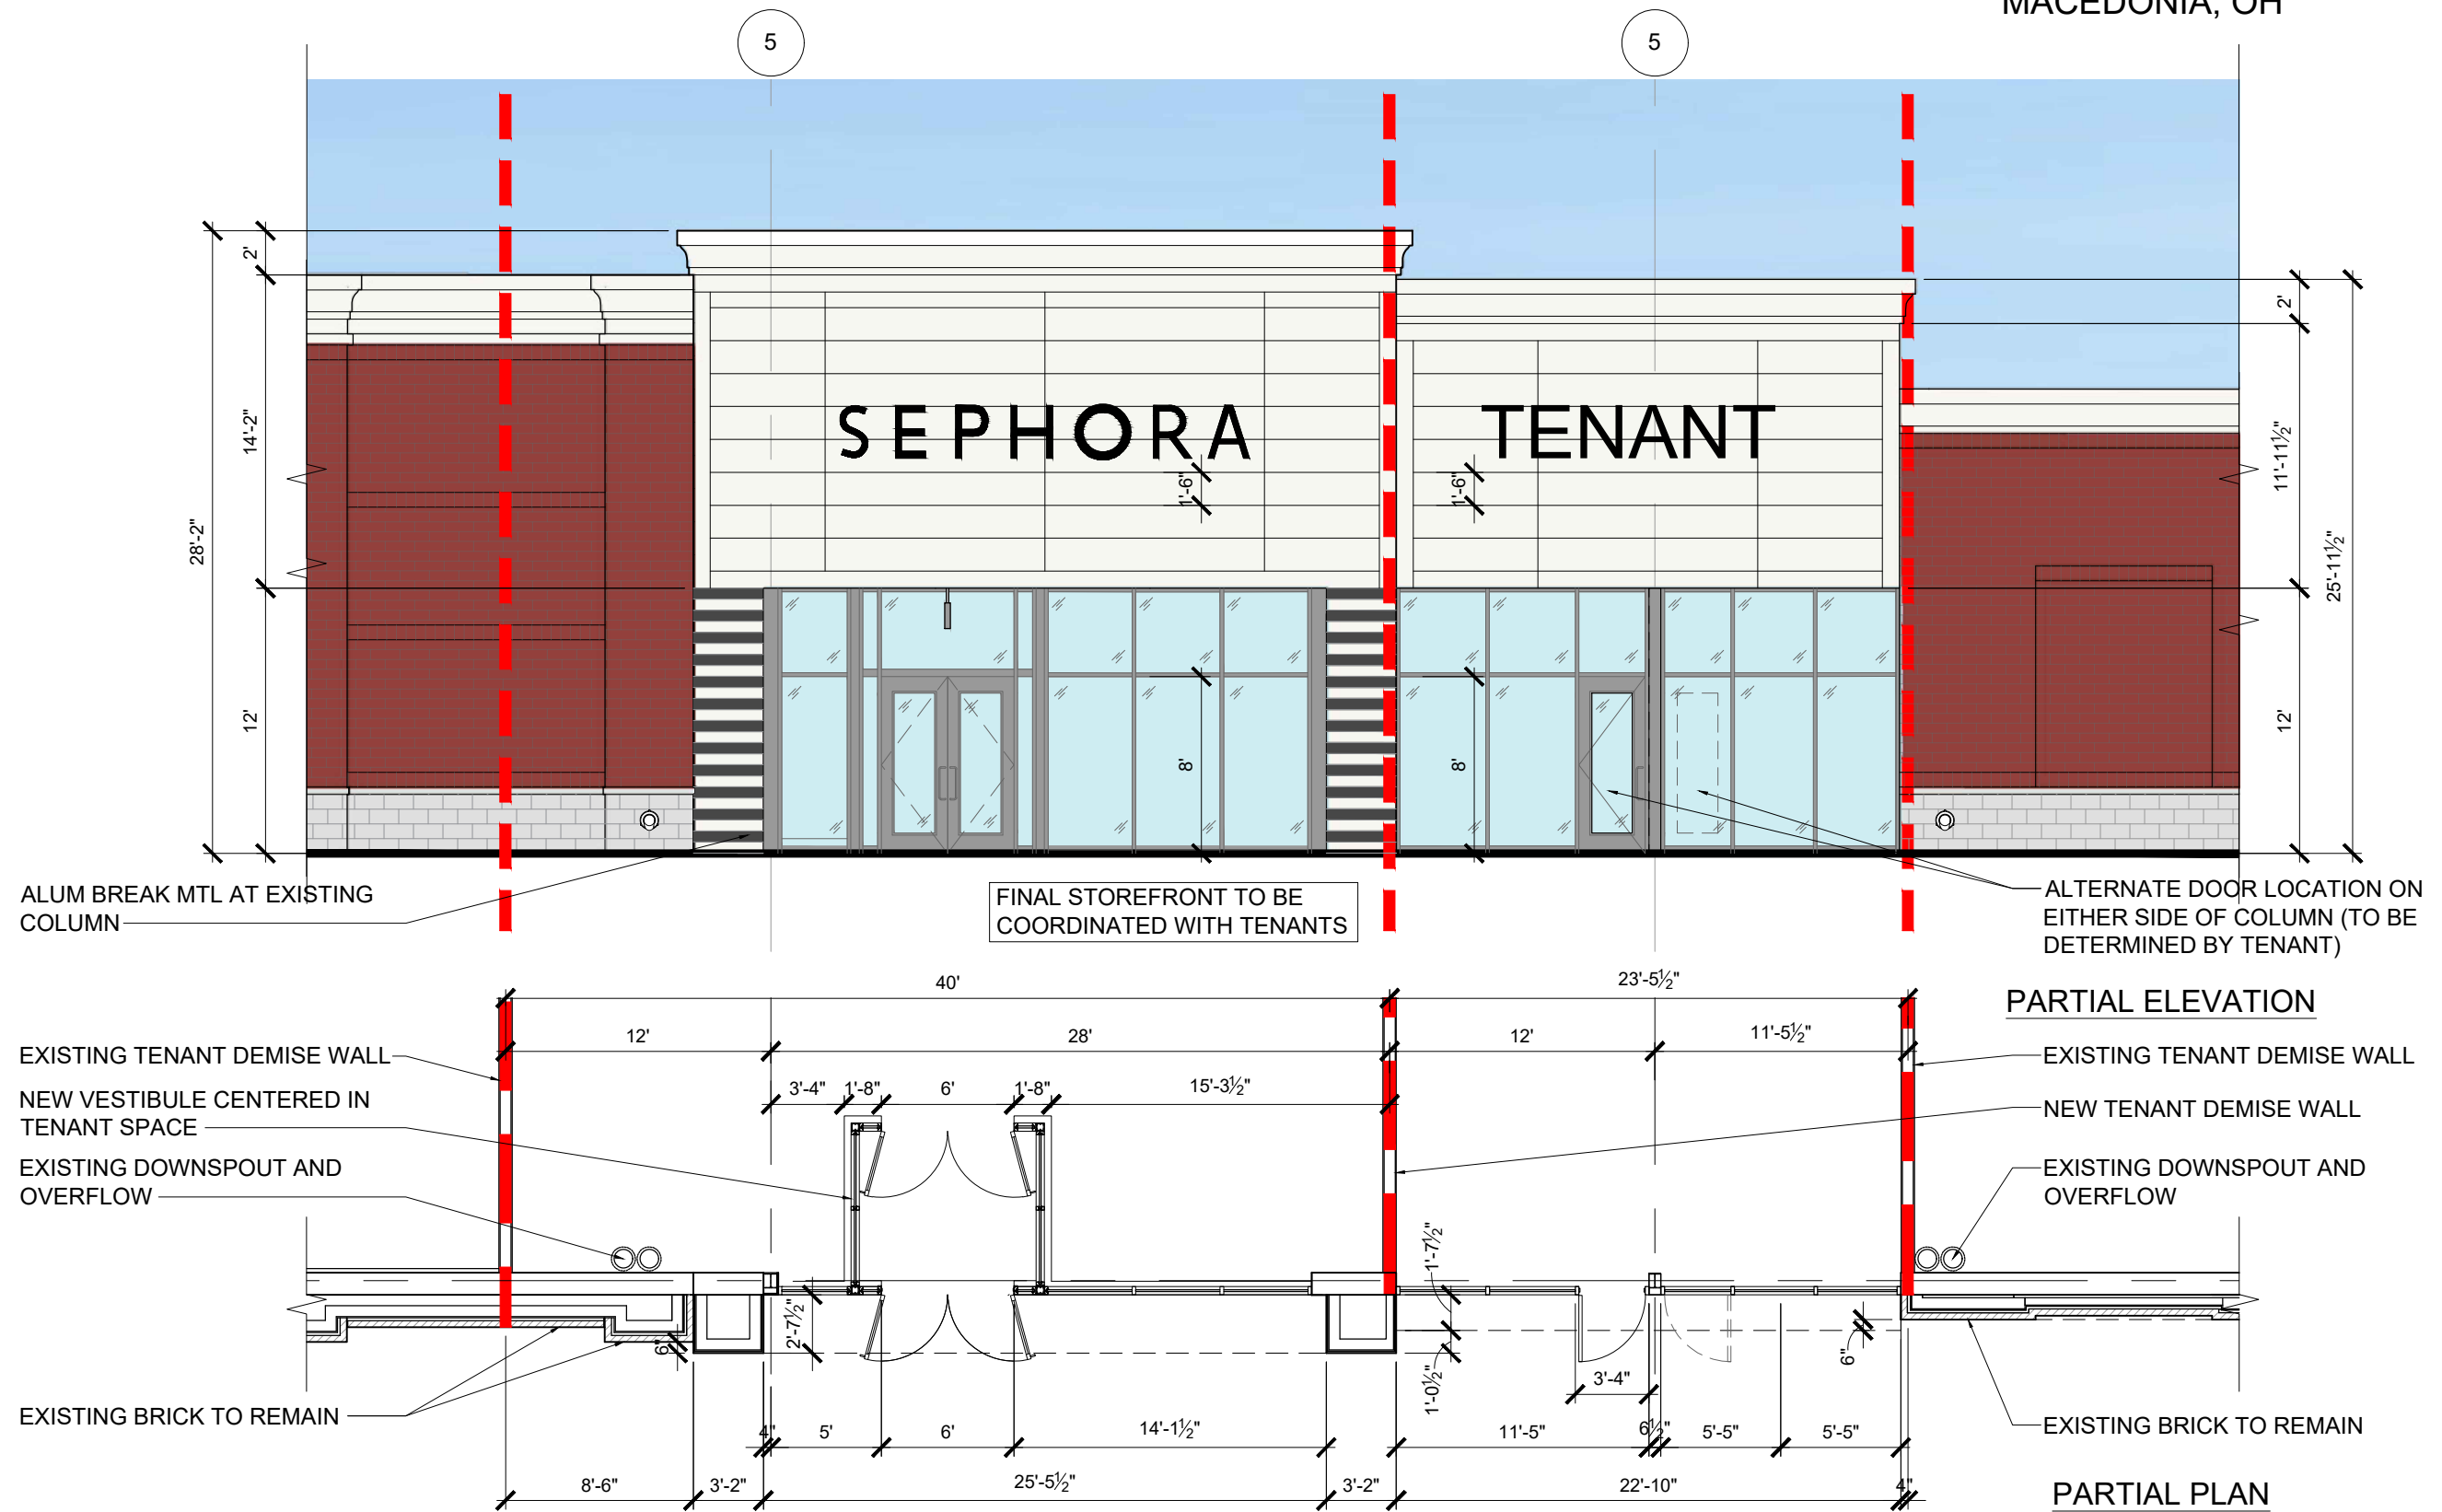 MACEDONIA, OH
5
5
2'
14'-2"
28'-2"
12'
SEPHORA
TENANT
1'-6"
1'-6"
8'
8'
2'
11'-11½"
25'-11½"
12'
ALUM BREAK MTL AT EXISTING
COLUMN
FINAL STOREFRONT TO BE
COORDINATED WITH TENANTS
ALTERNATE DOOR LOCATION ON
EITHER SIDE OF COLUMN (TO BE
DETERMINED BY TENANT)
PARTIAL ELEVATION
40'
23'-5½"
12'
28'
12'
11'-5½"
3'-4"
1'-8"
6'
1'-8"
15'-3½"
EXISTING TENANT DEMISE WALL
NEW VESTIBULE CENTERED IN
TENANT SPACE
EXISTING DOWNSPOUT AND
OVERFLOW
EXISTING BRICK TO REMAIN
EXISTING TENANT DEMISE WALL
NEW TENANT DEMISE WALL
EXISTING DOWNSPOUT AND
OVERFLOW
EXISTING BRICK TO REMAIN
6"
2'-7½"
1'-7½"
1'-0½"
6"
3'-4"
4"
5'
6'
14'-1½"
11'-5"
6½"
5'-5"
5'-5"
8'-6"
3'-2"
25'-5½"
3'-2"
22'-10"
4"
PARTIAL PLAN